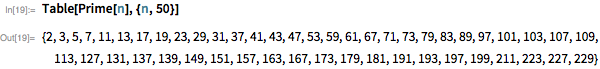 In[19]:= Table[Prime[n], {n, 50}]
Out[19]= {2, 3, 5, 7, 11, 13, 17, 19, 23, 29, 31, 37, 41, 43, 47, 53, 59, 61, 67, 71, 73, 79, 83, 89, 97, 101, 103, 107, 109,
113, 127, 131, 137, 139, 149, 151, 157, 163, 167, 173, 179, 181, 191, 193, 197, 199, 211, 223, 227, 229}